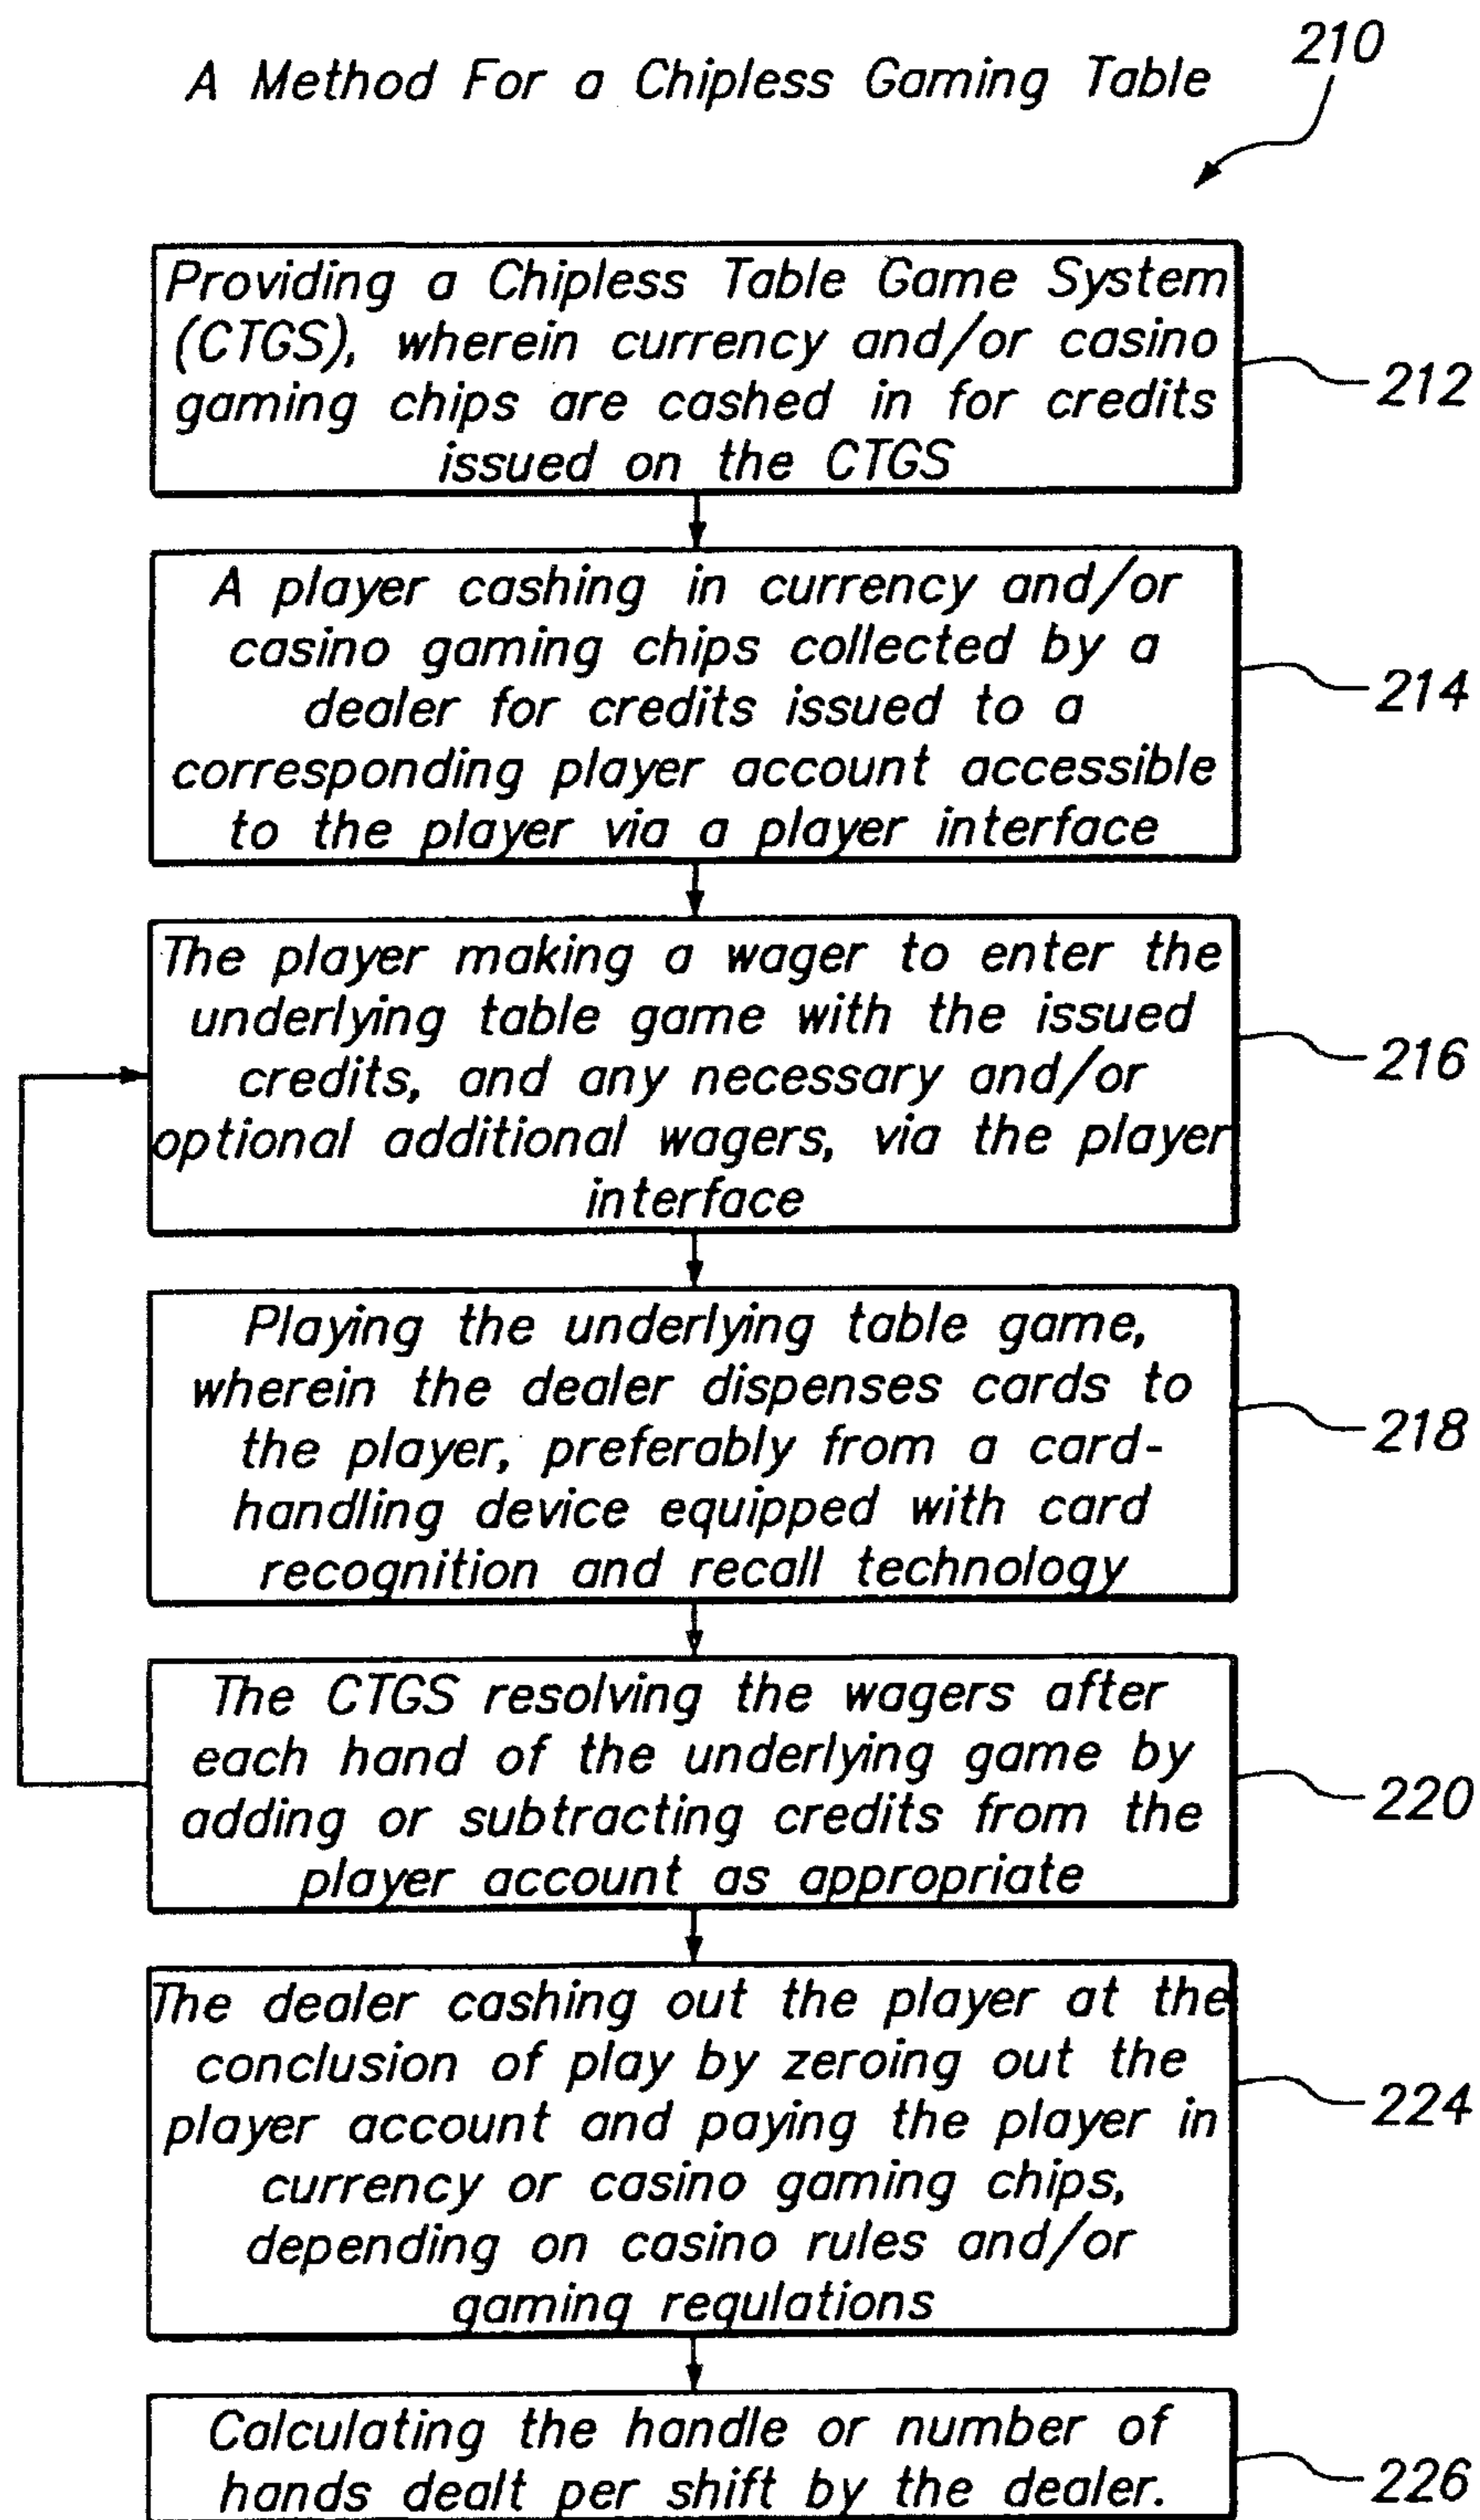 210
A Method For a Chipless Gaming Table
Providing a Chipless Table Game System
(CTGS), wherein currency and/or casino
gaming chips are cashed in for credits
issued on the CTGS
212
A player cashing in currency and/or
casino gaming chips collected by a
dealer for credits issued to a
corresponding player account accessible
to the player via a player interface
214
The player making a wager to enter the
underlying table game with the issued
credits, and any necessary and/or
optional additional wagers, via the player
interface
216
Playing the underlying table game,
wherein the dealer dispenses cards to
the player, preferably from a card-
handling device equipped with card
recognition and recall technology
218
The CTGS resolving the wagers after
each hand of the underlying game by
adding or subtracting credits from the
player account as appropriate
220
The dealer cashing out the player at the
conclusion of play by zeroing out the
player account and paying the player in
currency or casino gaming chips,
depending on casino rules and/or
gaming regulations
224
Calculating the handle or number of
hands dealt per shift by the dealer.
226